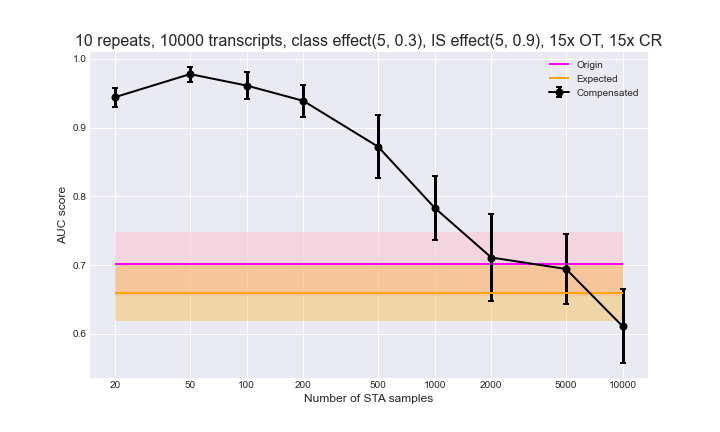 10 repeats, 10000 transcripts, class effect(5, 0.3), IS effect(5, 0.9), 15x OT, 15x CR
1.0
0.9
0.8
0.7
0.6
AUC score
Origin
Expected
Compensated
20 50 100 200 500 1000 2000 5000 10000
Number of STA samples